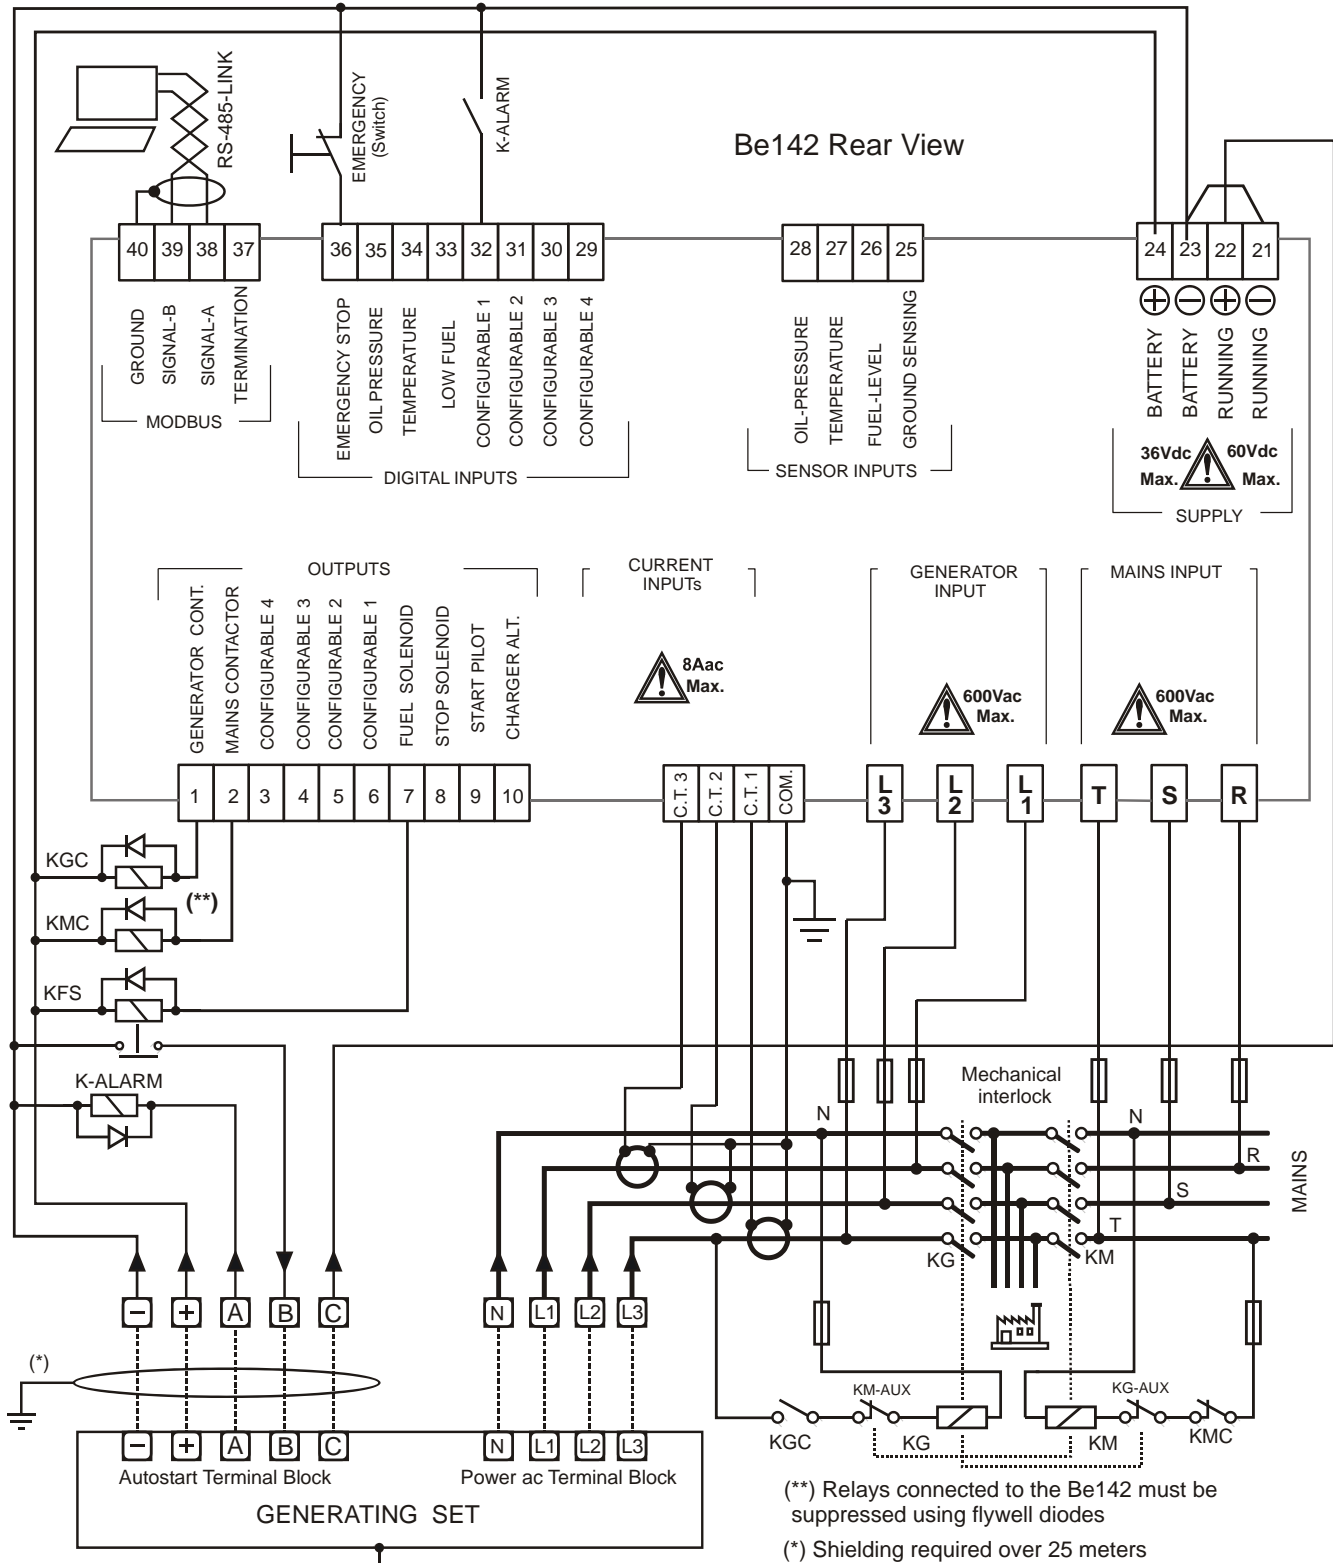 RS-485-LINK
EMERGENCY
(Switch)
K-ALARM
Be142 Rear View
40 39 38 37
36 35 34 33 32 31 30 29
28 27 26 25
24 23 22 21
GROUND
SIGNAL-B
SIGNAL-A
TERMINATION
MODBUS
EMERGENCY STOP
OIL PRESSURE
TEMPERATURE
LOW FUEL
CONFIGURABLE 1
CONFIGURABLE 2
CONFIGURABLE 3
CONFIGURABLE 4
DIGITAL INPUTS
OIL-PRESSURE
TEMPERATURE
FUEL-LEVEL
GROUND SENSING
SENSOR INPUTS
+ − + −
BATTERY
BATTERY
RUNNING
RUNNING
36Vdc
Max.
!
60Vdc
Max.
SUPPLY
OUTPUTS
GENERATOR CONT.
MAINS CONTACTOR
CONFIGURABLE 4
CONFIGURABLE 3
CONFIGURABLE 2
CONFIGURABLE 1
FUEL SOLENOID
STOP SOLENOID
START PILOT
CHARGER ALT.
CURRENT
INPUTs
!
8Aac
Max.
GENERATOR
INPUT
!
600Vac
Max.
MAINS INPUT
!
600Vac
Max.
1 2 3 4 5 6 7 8 9 10
C.T. 3
C.T. 2
C.T. 1
COM.
L3
L2
L1
T S R
KGC
(**)
KMC
KFS
K-ALARM
Mechanical
interlock
N
N
R
S
T
MAINS
KG
KM
− + A B C
N L1 L2 L3
(*)
KM-AUX
KG-AUX
KGC
KG
KM
KMC
− + A B C
N L1 L2 L3
Autostart Terminal Block
Power ac Terminal Block
GENERATING SET
(**) Relays connected to the Be142 must be
suppressed using flywell diodes
(*) Shielding required over 25 meters